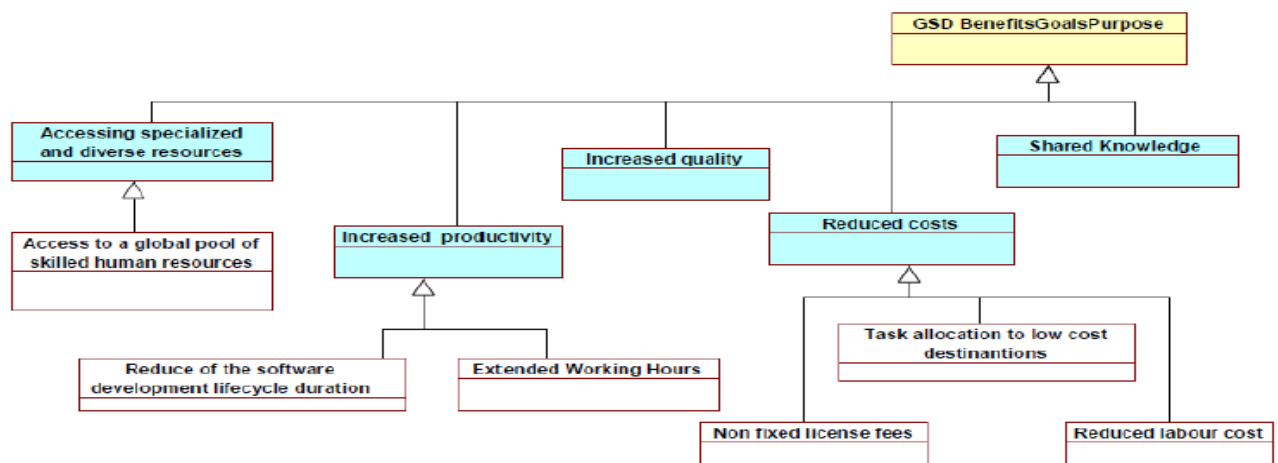 GSD BenefitsGoalsPurpose
Accessing specialized
and diverse resources
Increased quality
Shared Knowledge
Access to a global pool of
skilled human resources
Increased productivity
Reduced costs
Reduce of the software
development lifecycle duration
Extended Working Hours
Task allocation to low cost
destinantions
Non fixed license fees
Reduced labour cost